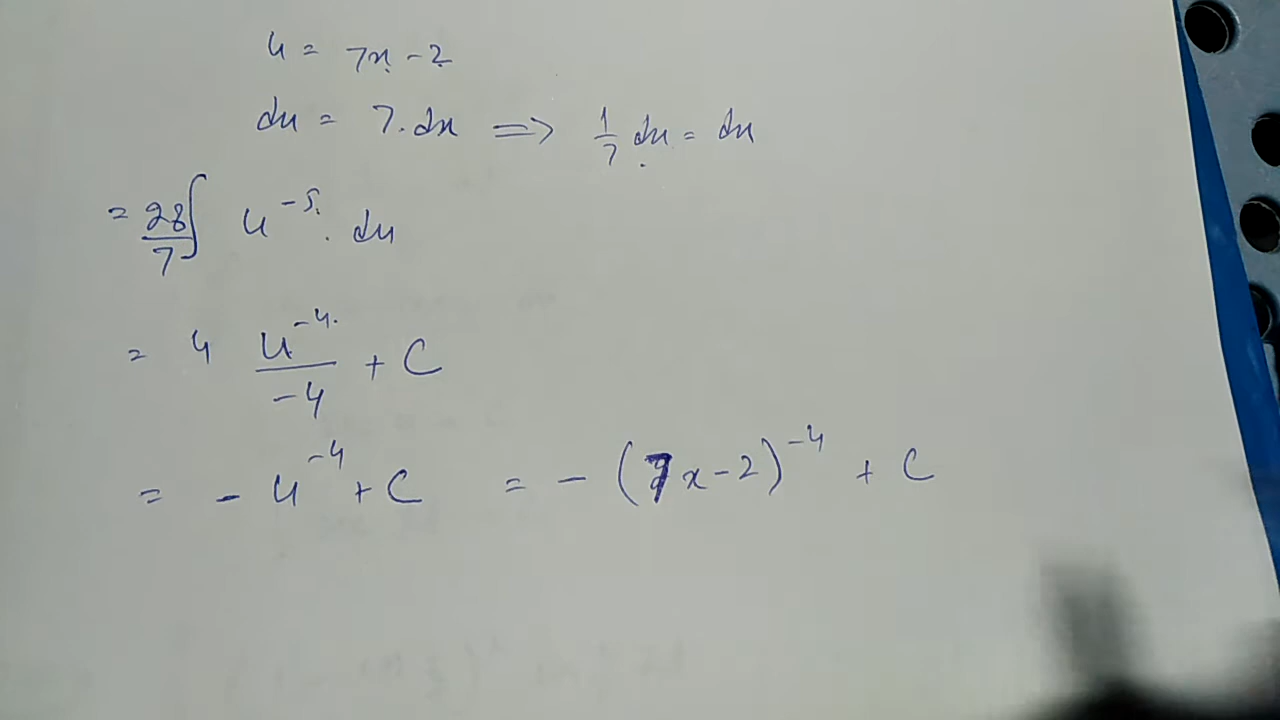 u = 7x - 2
du = 7.dx => 1/7 du = dx
= 28/7 ∫ u^-5 . du
= 4 u^-4/-4 + C
= - u^-4 + C = - (7x-2)^-4 + C